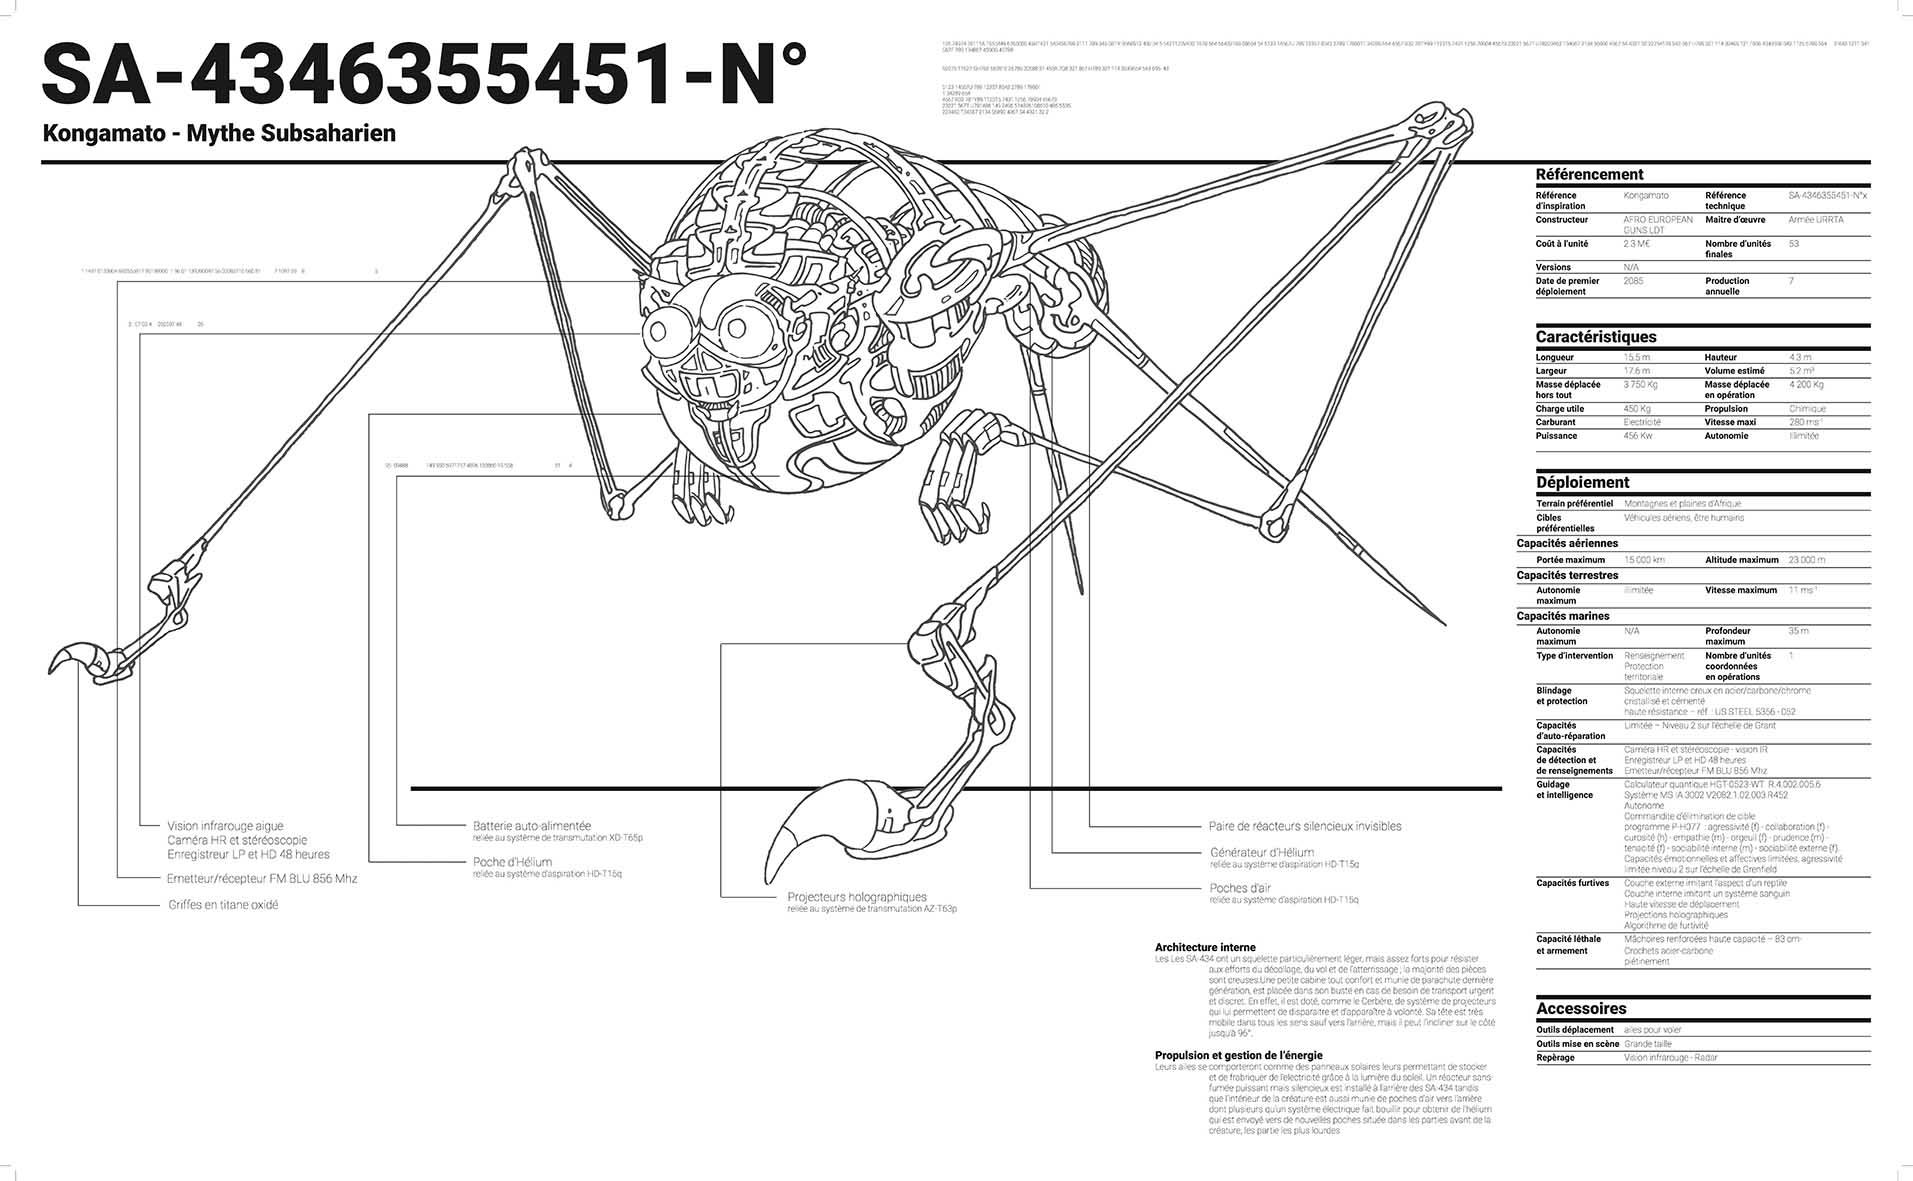 SA-4346355451-N°
Kongamato - Mythe Subsaharien
Référencement
Référence d'inspiration Kongamato Référence technique SA-4346355451-N°x
Constructeur AFRO EUROPEAN GUNS LDT Maitre d'œuvre Armée URRTA
Coût à l'unité 2.3 M€ Nombre d'unités finales 53
Versions N/A
Date de premier déploiement 2085 Production annuelle 7
Caractéristiques
Longueur 15.5 m Hauteur 4.3 m
Largeur 17.6 m Volume estimé 5.2 m³
Masse déplacée hors tout 3 750 Kg Masse déplacée en opération 4 200 Kg
Charge utile 450 Kg Propulsion Chimique
Carburant Electricité Vitesse maxi 280 ms⁻¹
Puissance 456 Kw Autonomie Illimitée
Déploiement
Terrain préférentiel Montagnes et plaines d'Afrique
Cibles préférentielles Véhicules aériens, être humains
Capacités aériennes
Portée maximum 15 000 km Altitude maximum 23 000 m
Capacités terrestres
Autonomie maximum illimitée Vitesse maximum 11 ms⁻¹
Capacités marines
Autonomie maximum N/A Profondeur maximum 35 m
Type d'intervention Renseignement Protection territoriale Nombre d'unités coordonnées en opérations 1
Blindage et protection Squelette interne creux en acier/carbone/chrome
cristallisé et cémenté
haute résistance – réf : US STEEL 5356 - 052
Capacités d'auto-réparation Limitée – Niveau 2 sur l'échelle de Grant
Capacités de détection et de renseignements Caméra HR et stéréoscopie - vision IR
Enregistreur LP et HD 48 heures
Emetteur/récepteur FM BLU 856 Mhz
Guidage et intelligence Calculateur quantique HGT-0523-WT R.4.002.005.6
Système MS IA 3002 V2082.1.02.003 R452
Autonome
Commandite d'élimination de cible
programme P-H077 : agressivité (f) - collaboration (f) -
curosité (h) - empathie (m) - orgeuil (f) - prudence (m) -
tenacité (f) - sociabilité interne (m) - sociabilité externe (f).
Capacités émotionnelles et affectives limitées, agressivité
limitée niveau 2 sur l'échelle de Grenfield
Capacités furtives Couche externe imitant l'aspect d'un reptile
Couche interne imitant un système sanguin
Haute vitesse de déplacement
Projections holographiques
Algorithme de furtivité
Capacité léthale et armement Mâchoires renforcées haute capacité – 83 cm-
Crochets acier-carbone
piétinement
Accessoires
Outils déplacement ailes pour voler
Outils mise en scène Grande taille
Repèrage Vision infrarouge - Radar
Vision infrarouge aigue
Caméra HR et stéréoscopie
Enregistreur LP et HD 48 heures
Emetteur/récepteur FM BLU 856 Mhz
Griffes en titane oxidé
Batterie auto-alimentée
reliée au système de transmutation XD-T65p
Poche d'Hélium
reliée au système d'aspiration HD-T15q
Projecteurs holographiques
reliée au système de transmutation AZ-T63p
Paire de réacteurs silencieux invisibles
Générateur d'Hélium
reliée au système d'aspiration HD-T15q
Poches d'air
reliée au système d'aspiration HD-T15q
Architecture interne
Les Les SA-434 ont un squelette particulièrement léger, mais assez forts pour résister
aux efforts du décollage, du vol et de l'atterrissage ; la majorité des pièces
sont creuses.Une petite cabine tout confort et munie de parachute dernière
génération, est placée dans son buste en cas de besoin de transport urgent
et discret. En effet, il est doté, comme le Cerbère, de système de projecteurs
qui lui permettent de disparaitre et d'apparaître à volonté. Sa tête est très
mobile dans tous les sens sauf vers l'arrière, mais il peut l'incliner sur le côté
jusqu'à 96°.
Propulsion et gestion de l'énergie
Leurs ailes se comporteront comme des panneaux solaires leurs permettant de stocker
et de frabriquer de l'électricité grâce à la lumière du soleil. Un réacteur sans-
fumée puissant mais silencieux est installé à l'arrière des SA-434 tandis
que l'intérieur de la créature est aussi munie de poches d'air vers l'arrière
dont plusieurs qu'un système électrique fait bouillir pour obtenir de l'hélium
qui est envoyé vers de nouvelles poches située dans les parties avant de la
créature, les partie les plus lourdes